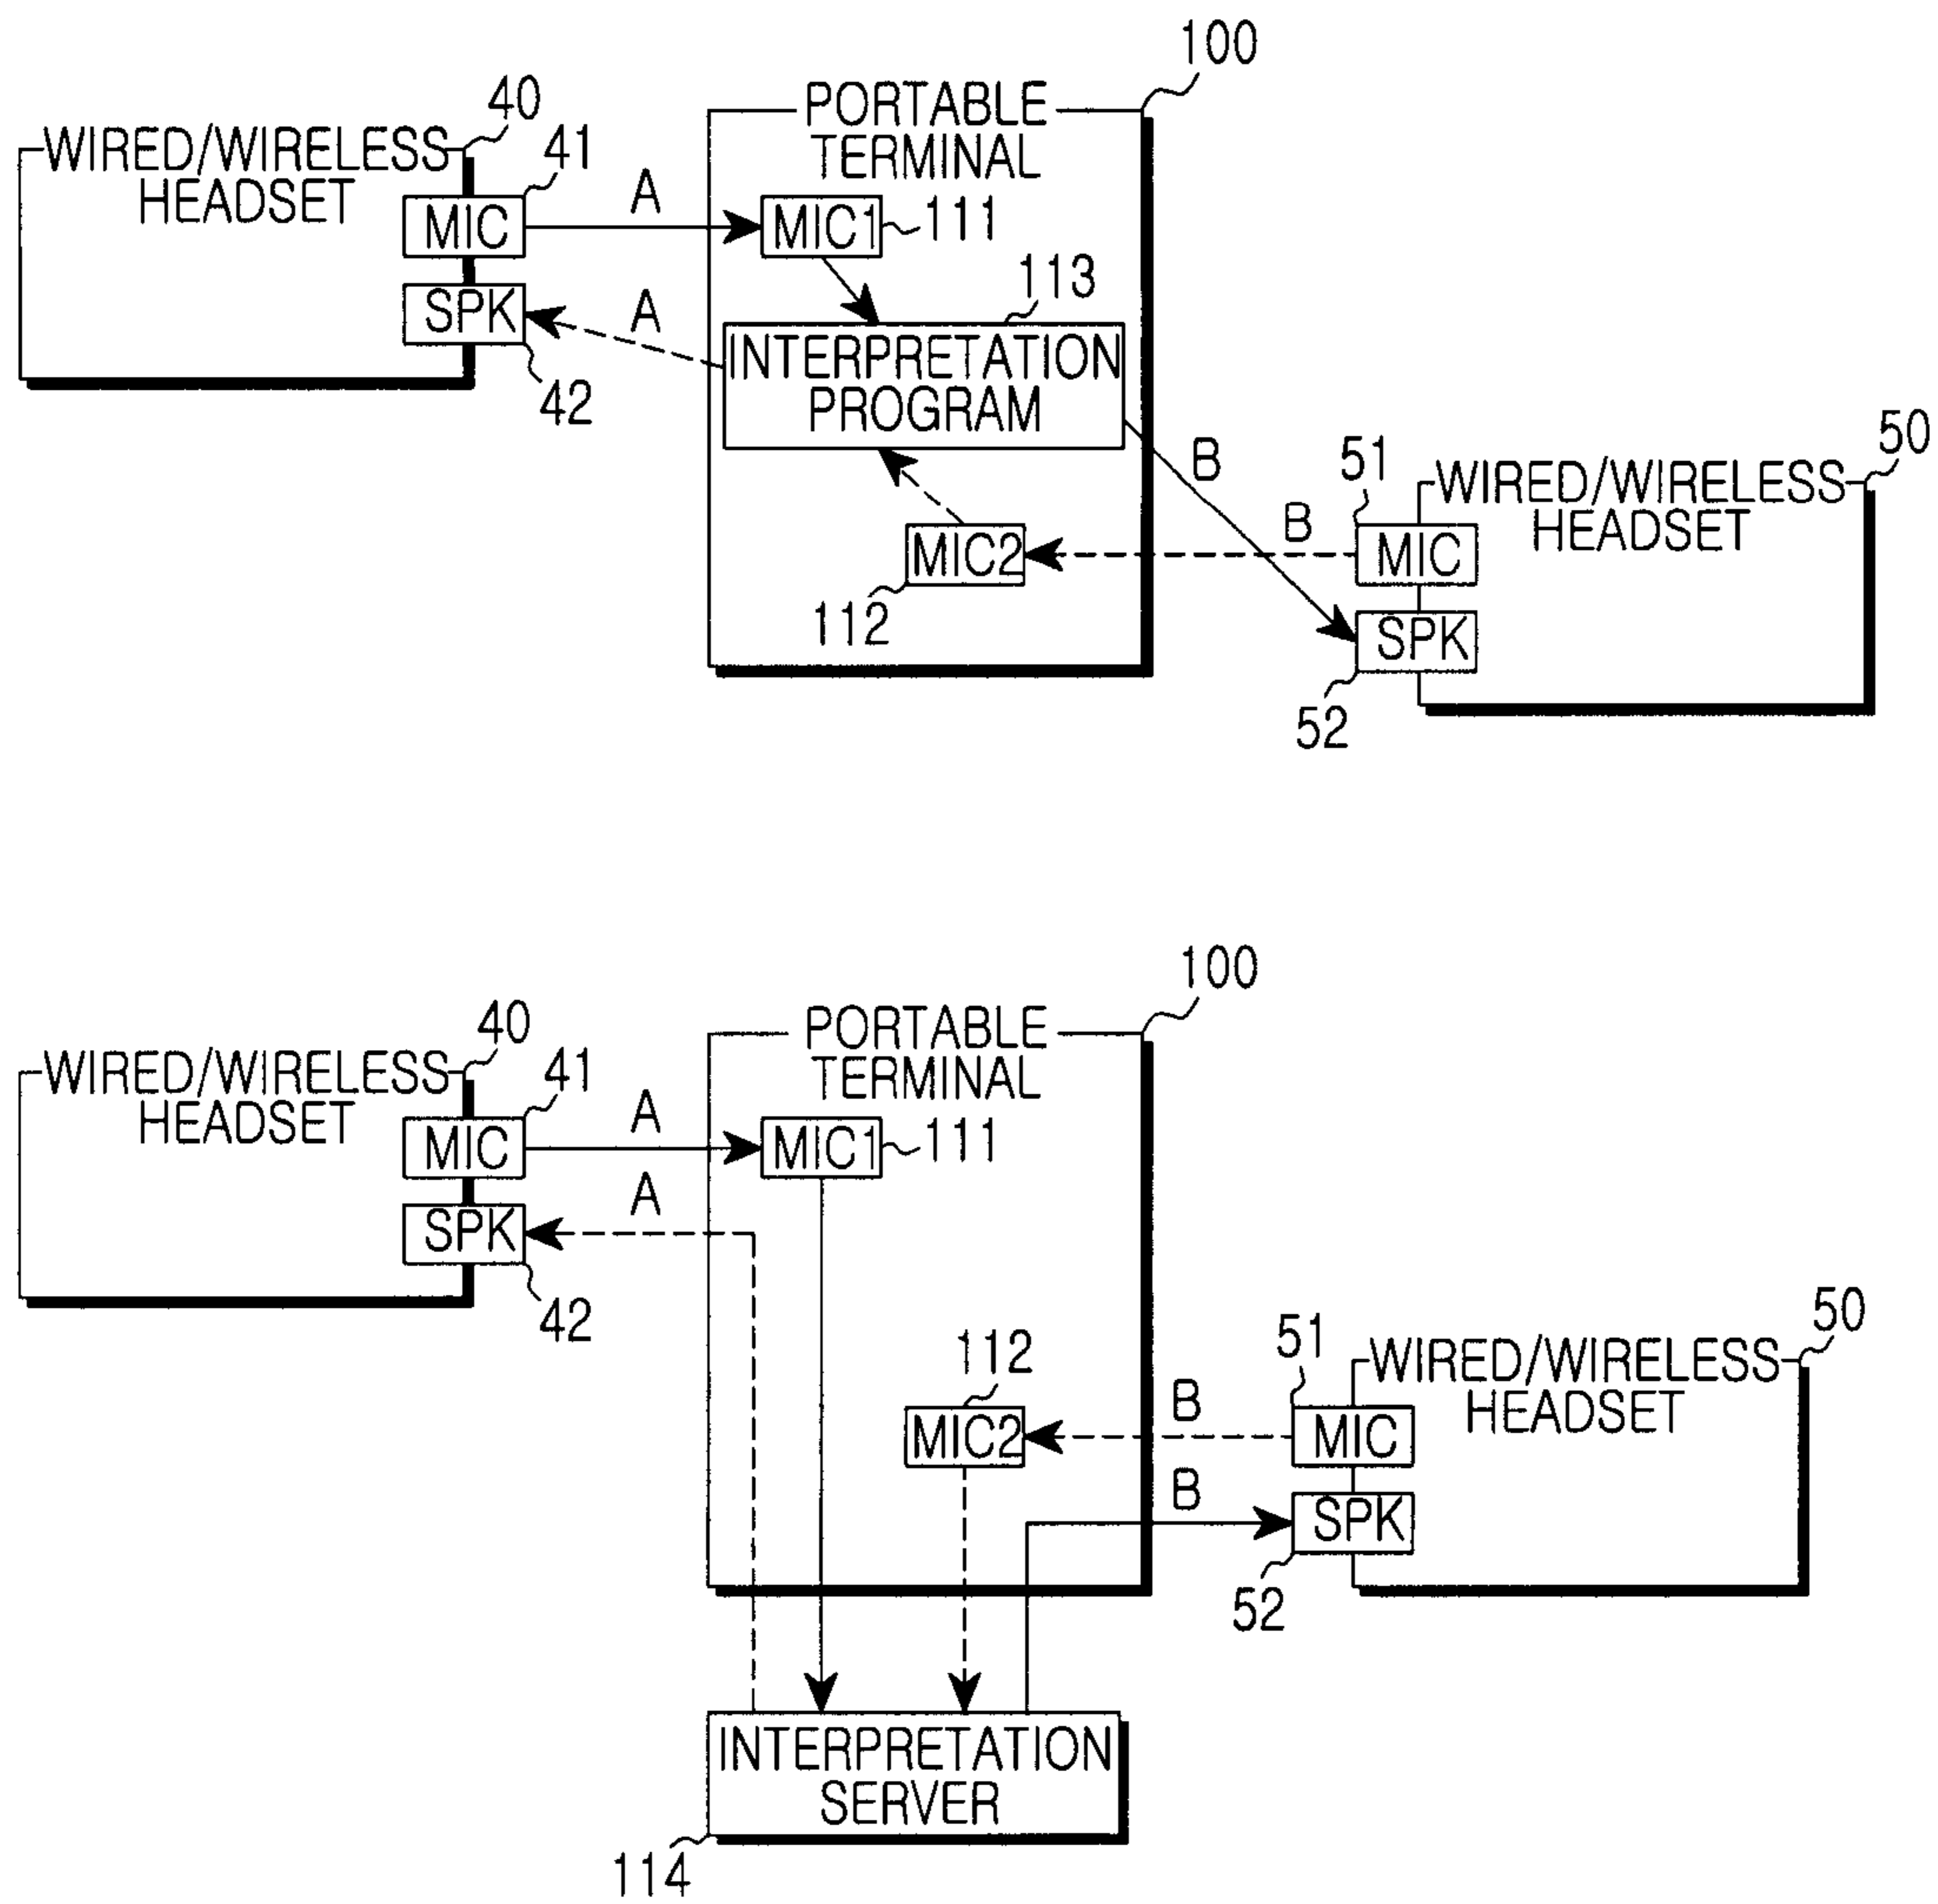 100
PORTABLE
TERMINAL
40
WIRED/WIRELESS
HEADSET
41
MIC
A
MIC1
111
SPK
A
42
113
INTERPRETATION
PROGRAM
B
50
51
WIRED/WIRELESS
HEADSET
B
MIC
MIC2
112
SPK
52
100
PORTABLE
TERMINAL
40
WIRED/WIRELESS
HEADSET
41
MIC
A
MIC1
111
SPK
A
42
50
51
WIRED/WIRELESS
HEADSET
112
MIC2
B
MIC
B
SPK
52
INTERPRETATION
SERVER
114